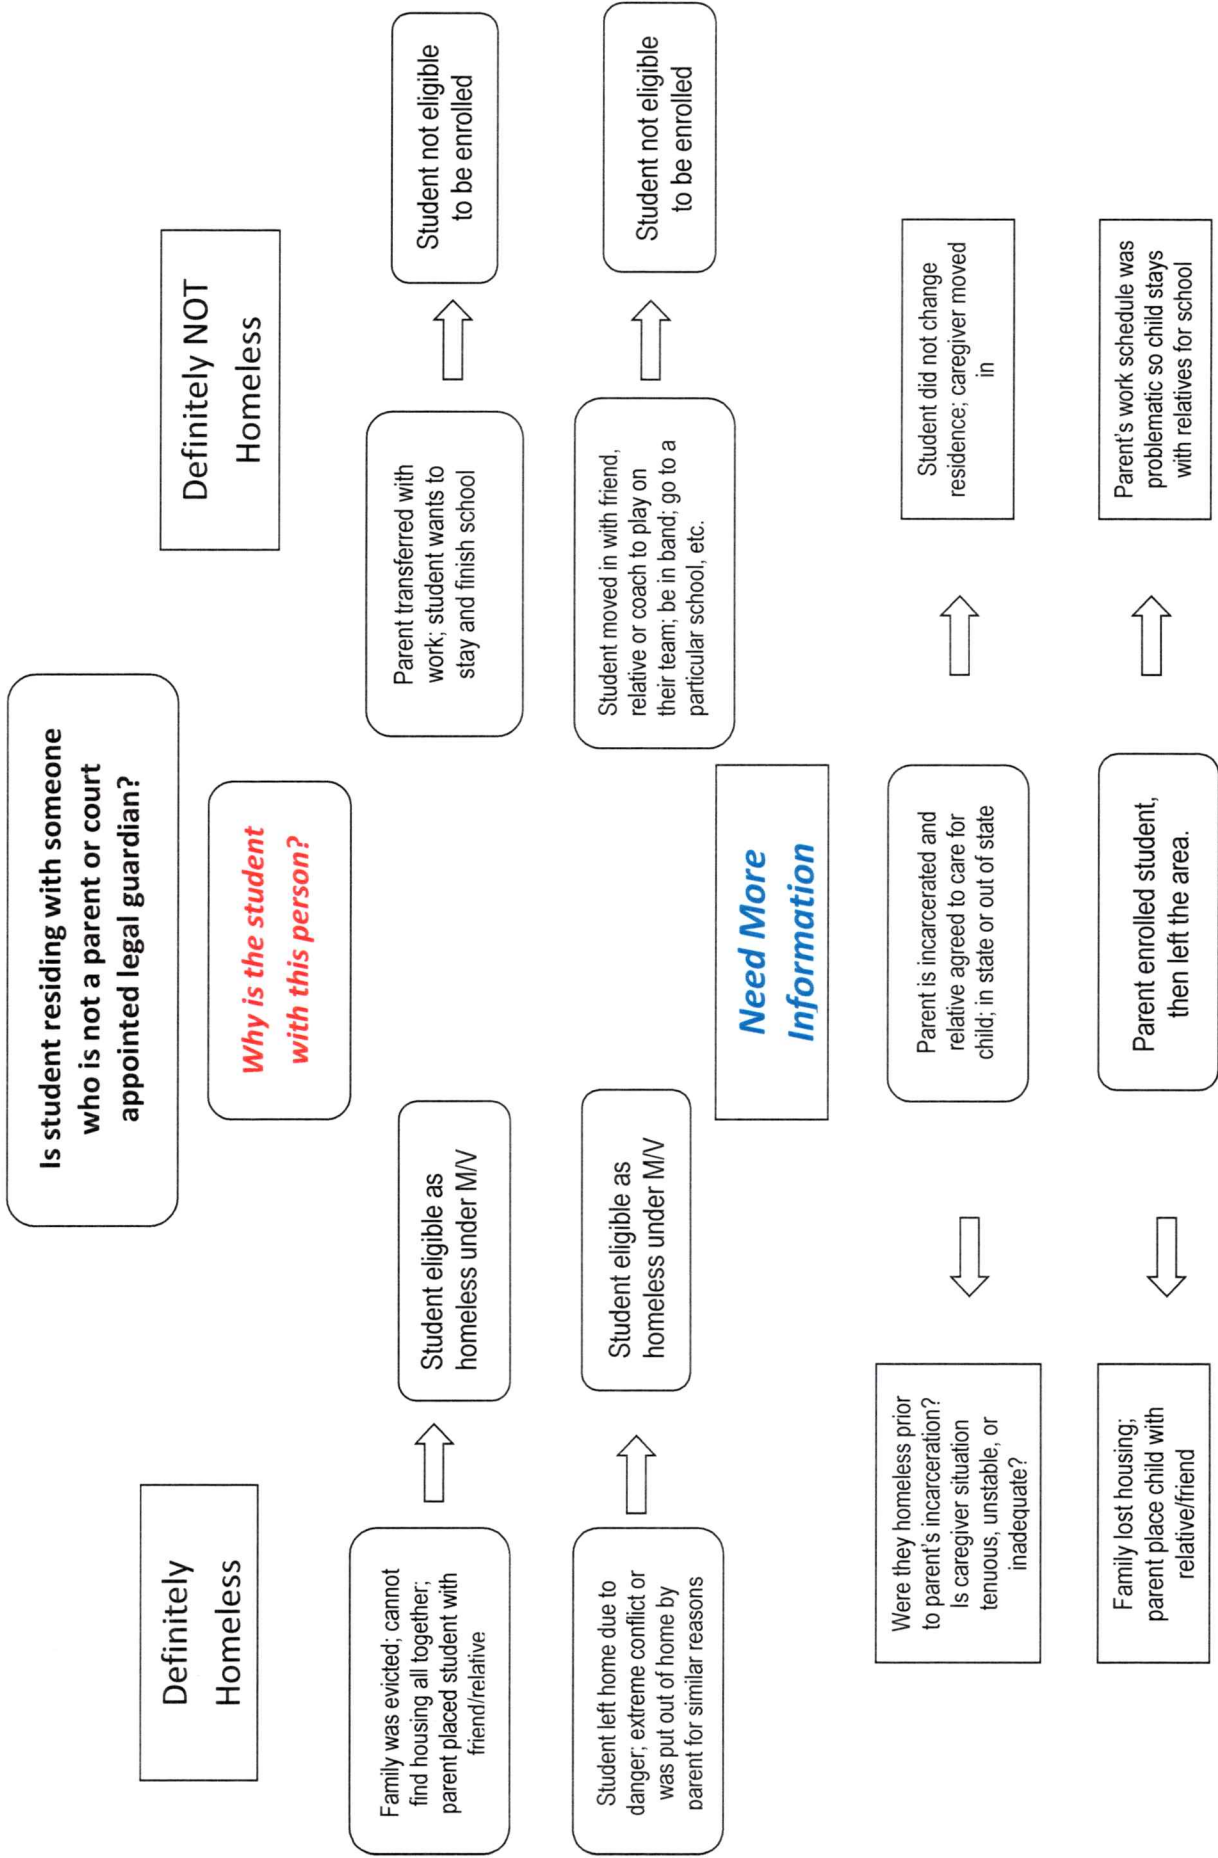 Is student residing with someone
who is not a parent or court
appointed legal guardian?
Why is the student
with this person?
Definitely
Homeless
Definitely NOT
Homeless
Family was evicted; cannot
find housing all together;
parent placed student with
friend/relative
Student eligible as
homeless under M/V
Parent transferred with
work; student wants to
stay and finish school
Student not eligible
to be enrolled
Student left home due to
danger; extreme conflict or
was put out of home by
parent for similar reasons
Student eligible as
homeless under M/V
Student moved in with friend,
relative or coach to play on
their team; be in band; go to a
particular school, etc.
Student not eligible
to be enrolled
Need More
Information
Were they homeless prior
to parent's incarceration?
Is caregiver situation
tenuous, unstable, or
inadequate?
Parent is incarcerated and
relative agreed to care for
child; in state or out of state
Student did not change
residence; caregiver moved
in
Family lost housing;
parent place child with
relative/friend
Parent enrolled student,
then left the area.
Parent's work schedule was
problematic so child stays
with relatives for school